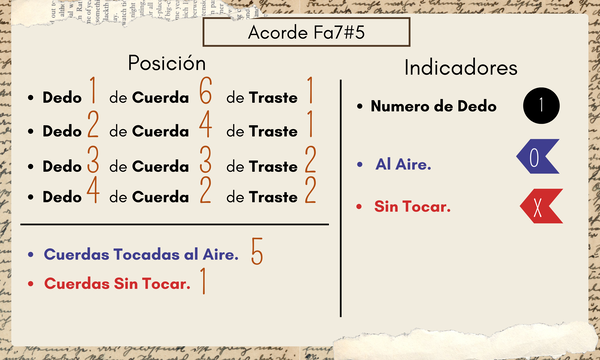 Acorde Fa7#5
Posición
Dedo 1 de Cuerda 6 de Traste 1
Dedo 2 de Cuerda 4 de Traste 1
Dedo 3 de Cuerda 3 de Traste 2
Dedo 4 de Cuerda 2 de Traste 2
Cuerdas Tocadas al Aire. 5
Cuerdas Sin Tocar. 1
Indicadores
Numero de Dedo 1
Al Aire. 0
Sin Tocar. X